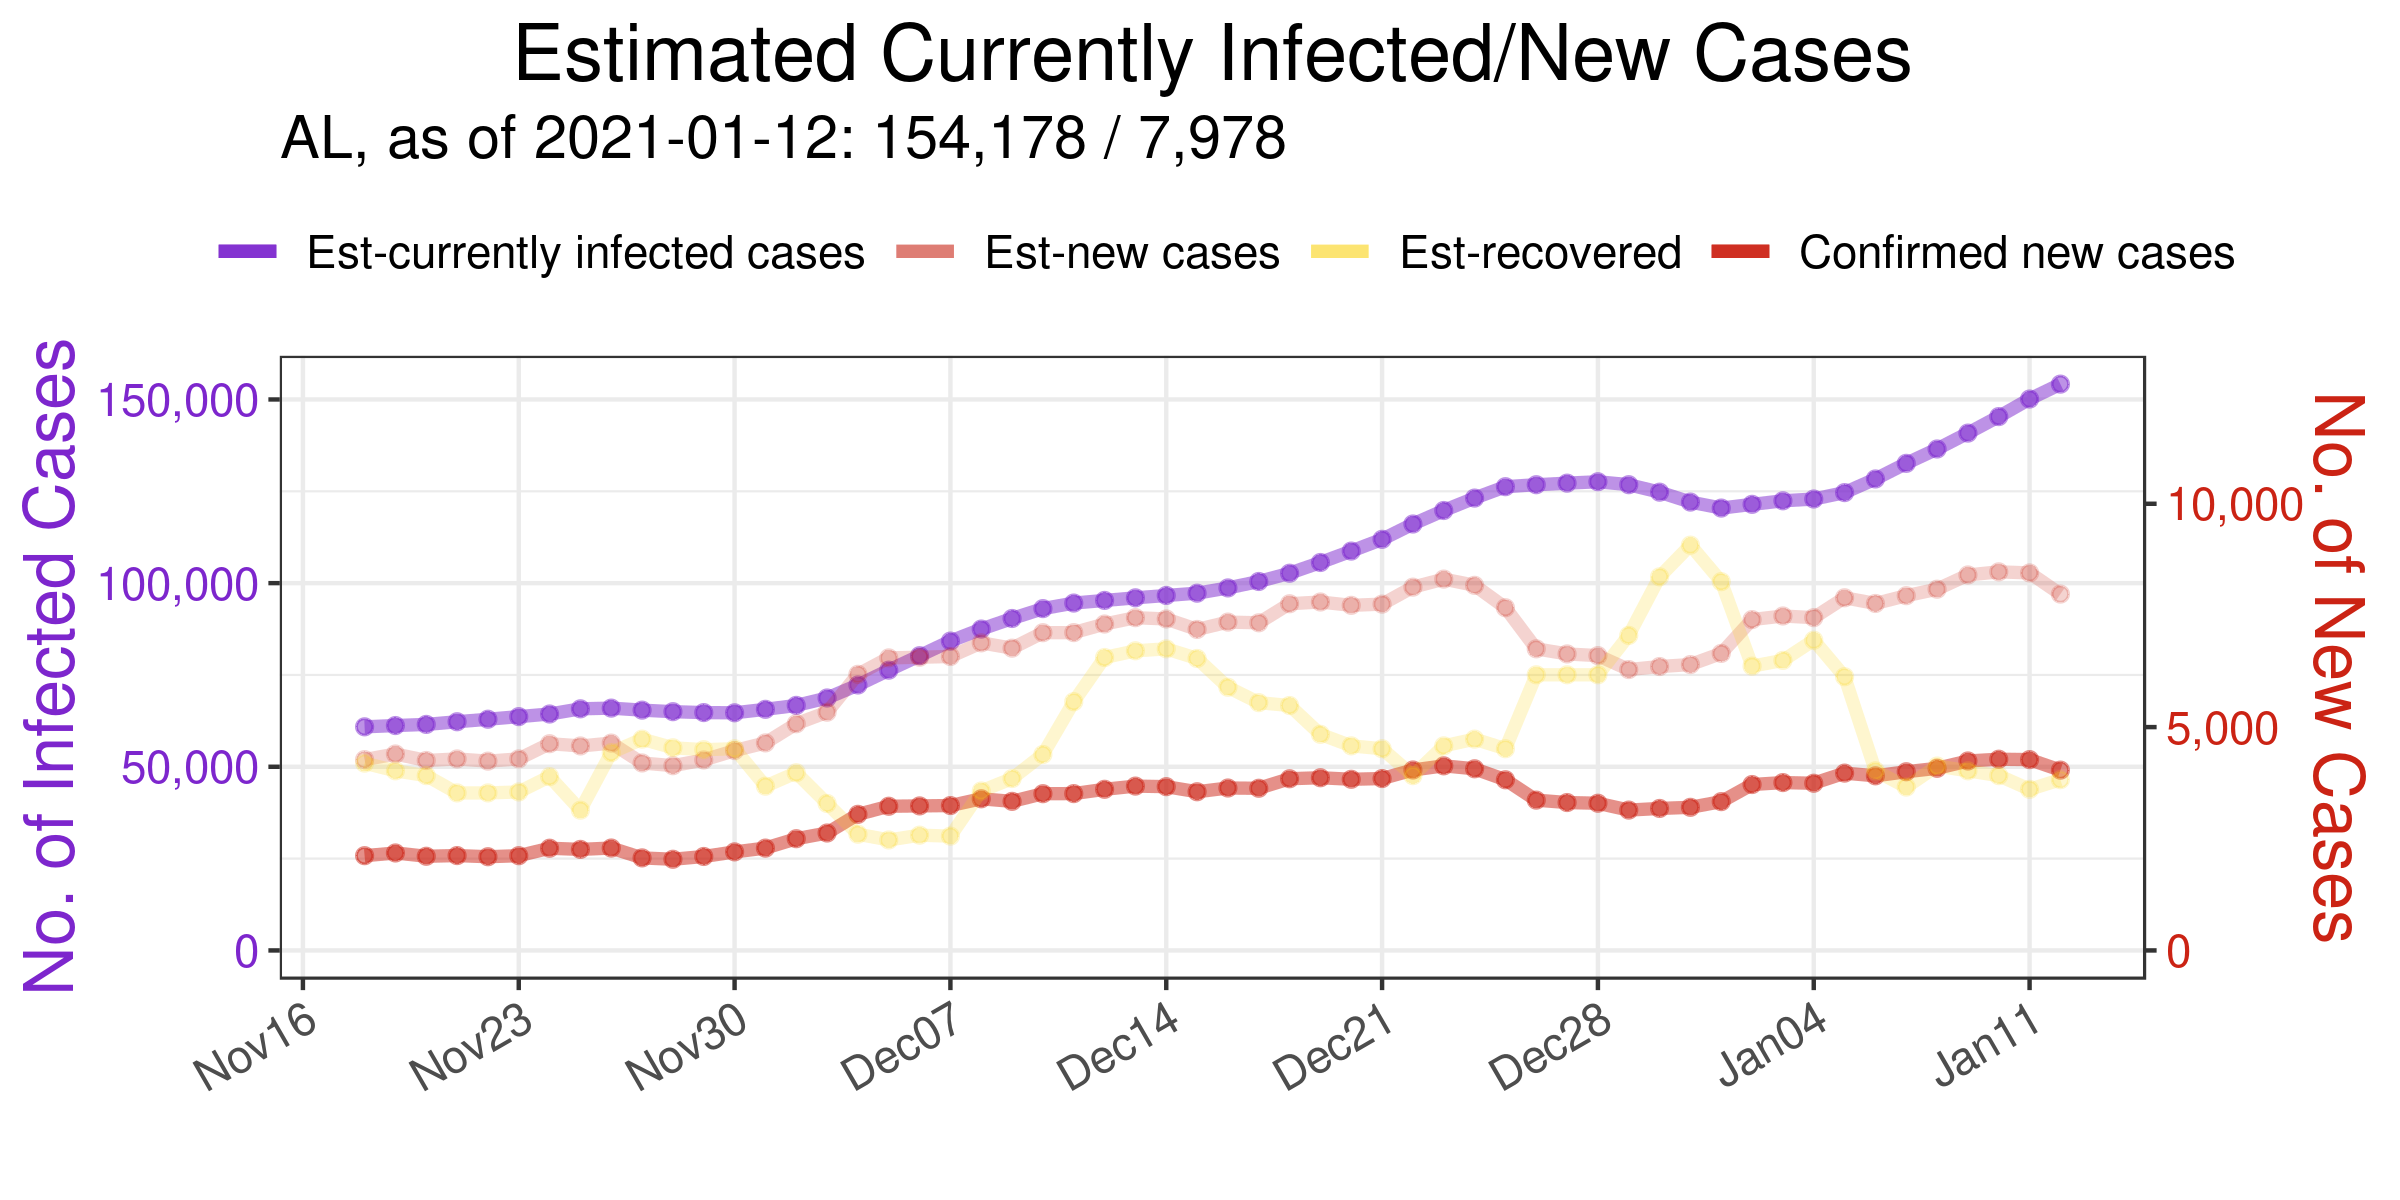 Estimated Currently Infected/New Cases
AL, as of 2021-01-12: 154,178 / 7,978
Est-currently infected cases Est-new cases Est-recovered Confirmed new cases
No. of Infected Cases
150,000
100,000
50,000
0
No. of New Cases
10,000
5,000
0
Nov16 Nov23 Nov30 Dec07 Dec14 Dec21 Dec28 Jan04 Jan11